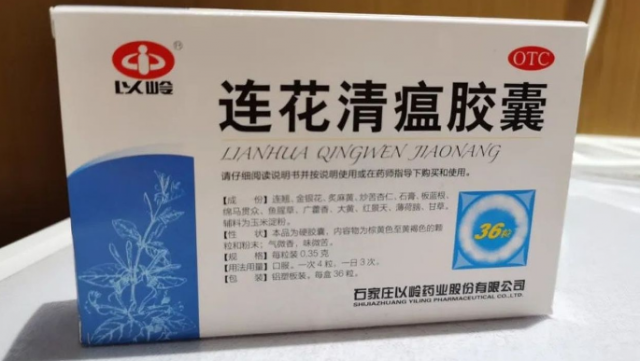 以岭
®
OTC
连花清瘟胶囊
LIANHUA QINGWEN JIAONANG
请仔细阅读说明书并按说明使用或在药师指导下购买和使用。
【成　份】连翘、金银花、炙麻黄、炒苦杏仁、石膏、板蓝根、
绵马贯众、鱼腥草、广藿香、大黄、红景天、薄荷脑、甘草。
辅料为玉米淀粉。
【性　状】本品为硬胶囊，内容物为棕黄色至黄褐色的颗
粒和粉末；气微香，味微苦。
【规　格】每粒装0.35克
【用法用量】口服，一次4粒，一日3次。
【包　装】铝塑板装，每盒36粒。
36粒
石家庄以岭药业股份有限公司
SHIJIAZHUANG YILING PHARMACEUTICAL CO.,LTD.